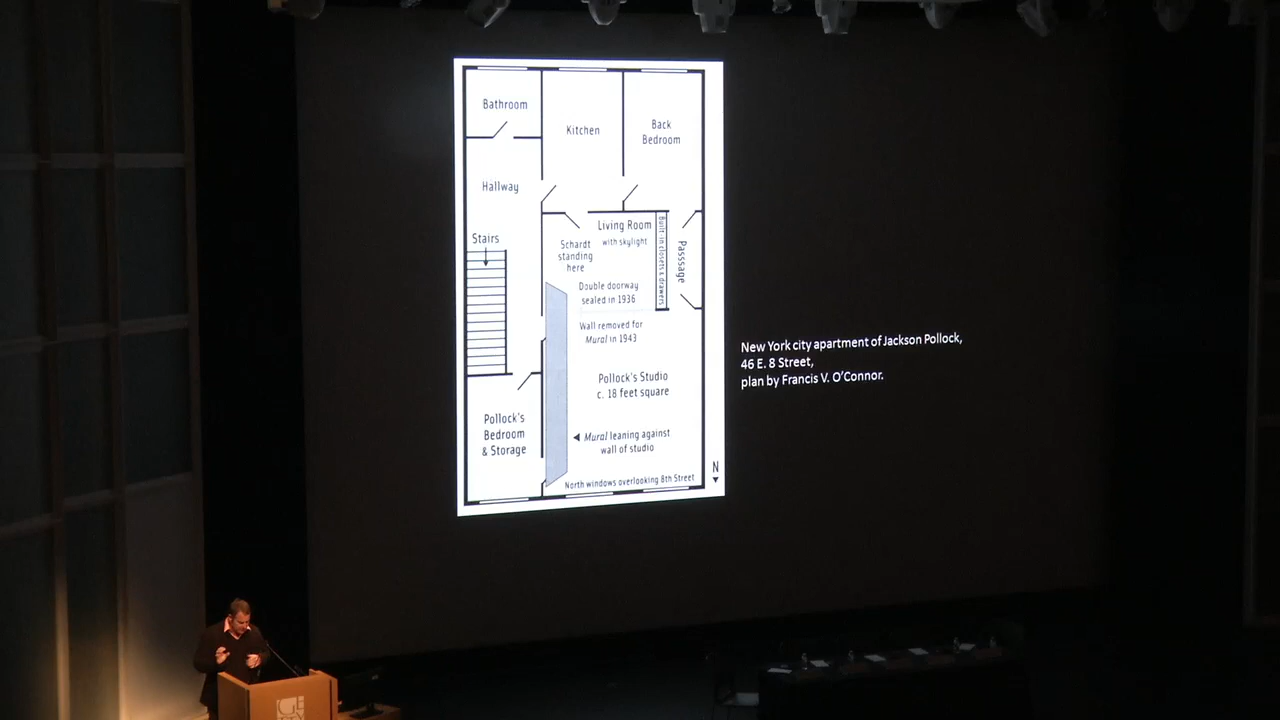 Bathroom
Kitchen
Back
Bedroom
Hallway
Stairs
Living Room
with skylight
Built-in closets & drawers
Passsage
Schardt
standing
here
Double doorway
sealed in 1936
Wall removed for
Mural in 1943
Pollock's Studio
c. 18 feet square
Pollock's
Bedroom
& Storage
Mural leaning against
wall of studio
North windows overlooking 8th Street
N
New York city apartment of Jackson Pollock,
46 E. 8 Street,
plan by Francis V. O'Connor.